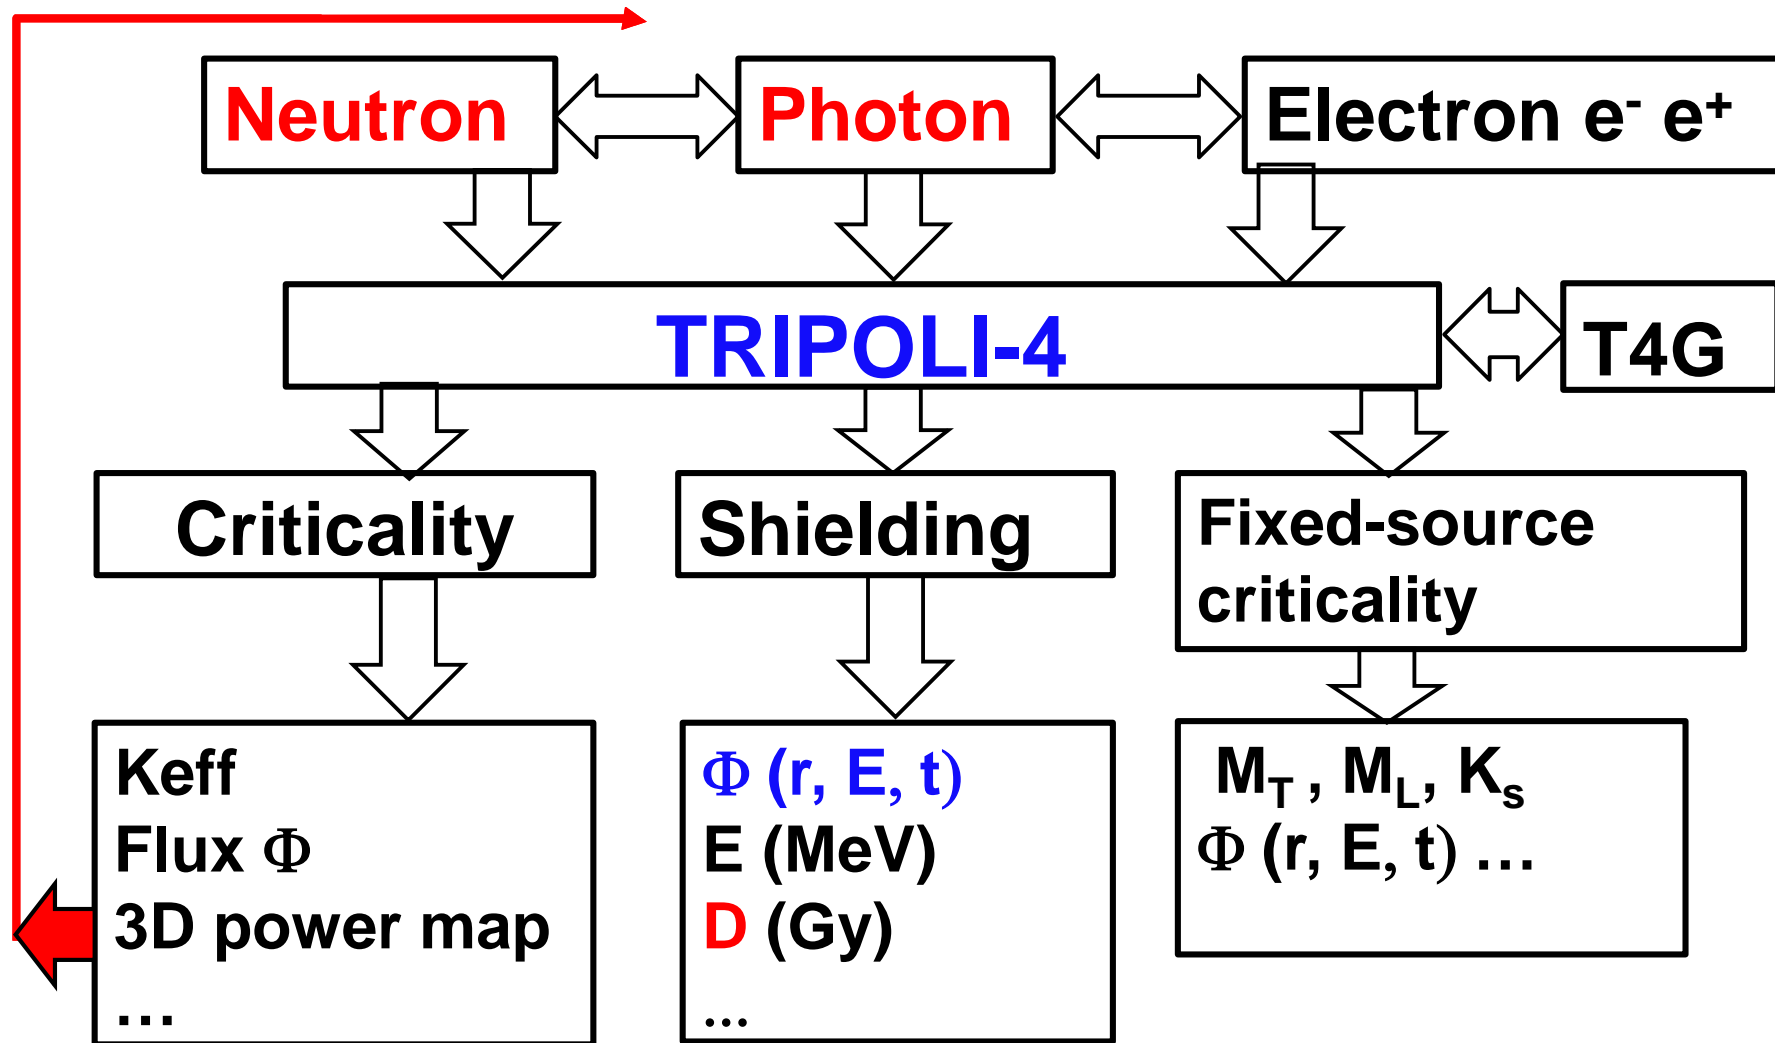 Neutron
Photon
Electron e⁻ e⁺
TRIPOLI-4
T4G
Criticality
Shielding
Fixed-source
criticality
Keff
Flux Φ
3D power map
…
Φ (r, E, t)
E (MeV)
D (Gy)
...
M_T , M_L, K_s
Φ (r, E, t) …